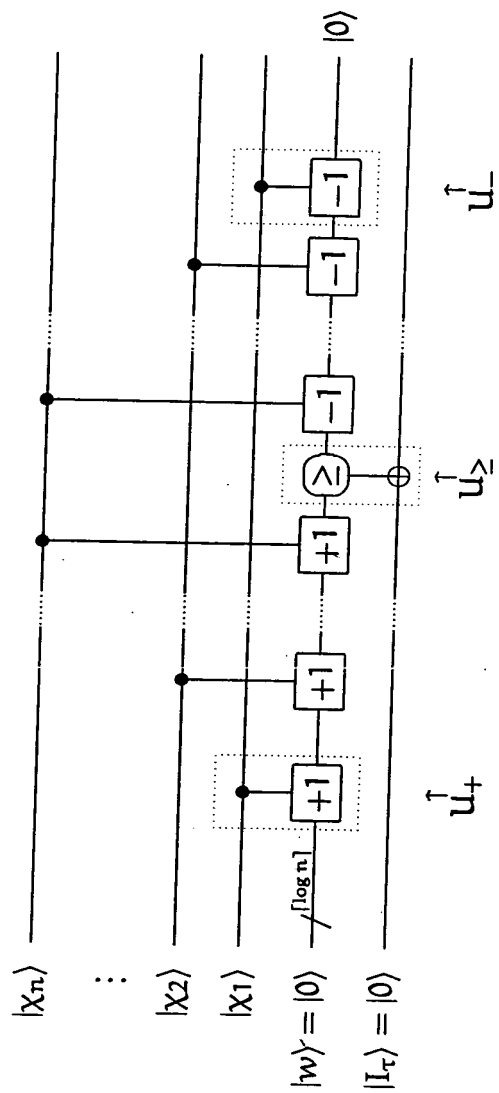 |χn⟩
⋮
|χ2⟩
|χ1⟩
|w⟩ = |0⟩
|Iτ⟩ = |0⟩
⌈log n⌉
+1
+1
+1
≥
−1
−1
−1
|0⟩
↑ ↑ ↑
U+ U≥ U−